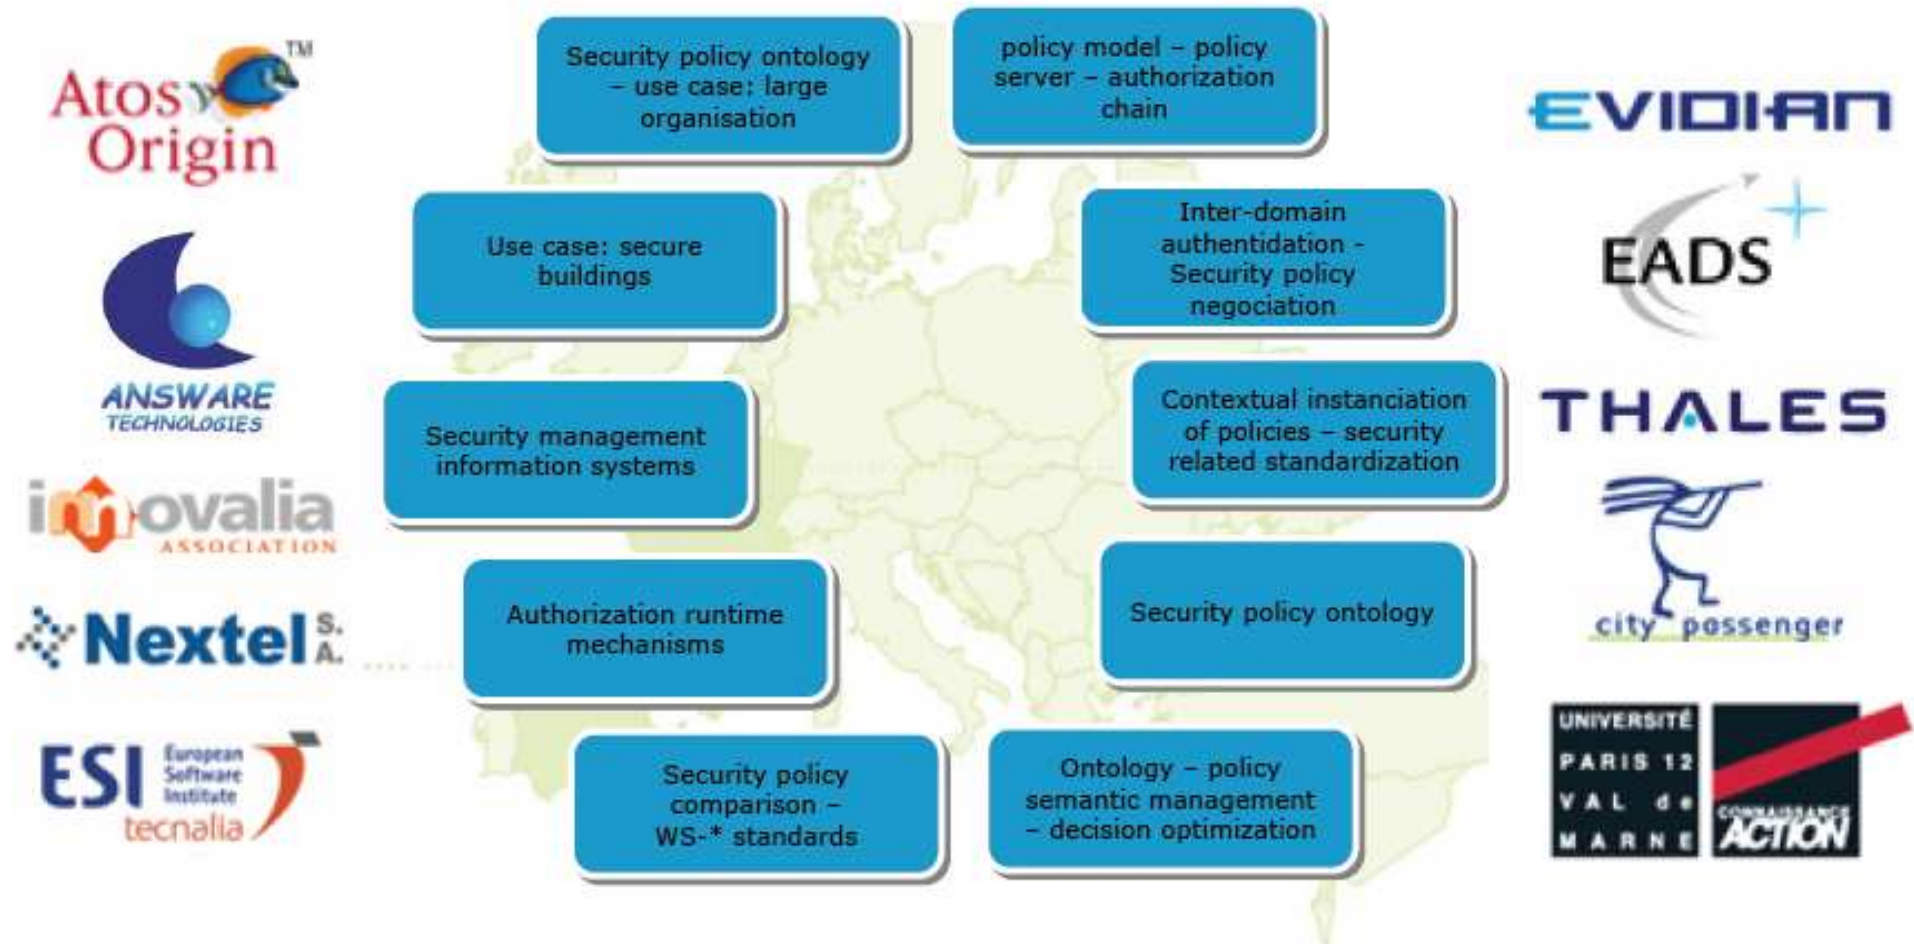 Atos
Origin
TM
ANSWARE
TECHNOLOGIES
innovalia
ASSOCIATION
Nextel S.
A.
ESI European
Software
Institute
tecnalia
Security policy ontology
– use case: large
organisation
policy model – policy
server – authorization
chain
Use case: secure
buildings
Inter-domain
authentidation -
Security policy
negociation
Security management
information systems
Contextual instanciation
of policies – security
related standardization
Authorization runtime
mechanisms
Security policy ontology
Security policy
comparison –
WS-* standards
Ontology – policy
semantic management
– decision optimization
EVIDIAN
EADS
THALES
city passenger
UNIVERSITÉ
PARIS 12
VAL de
MARNE
CONNAISSANCE
ACTION